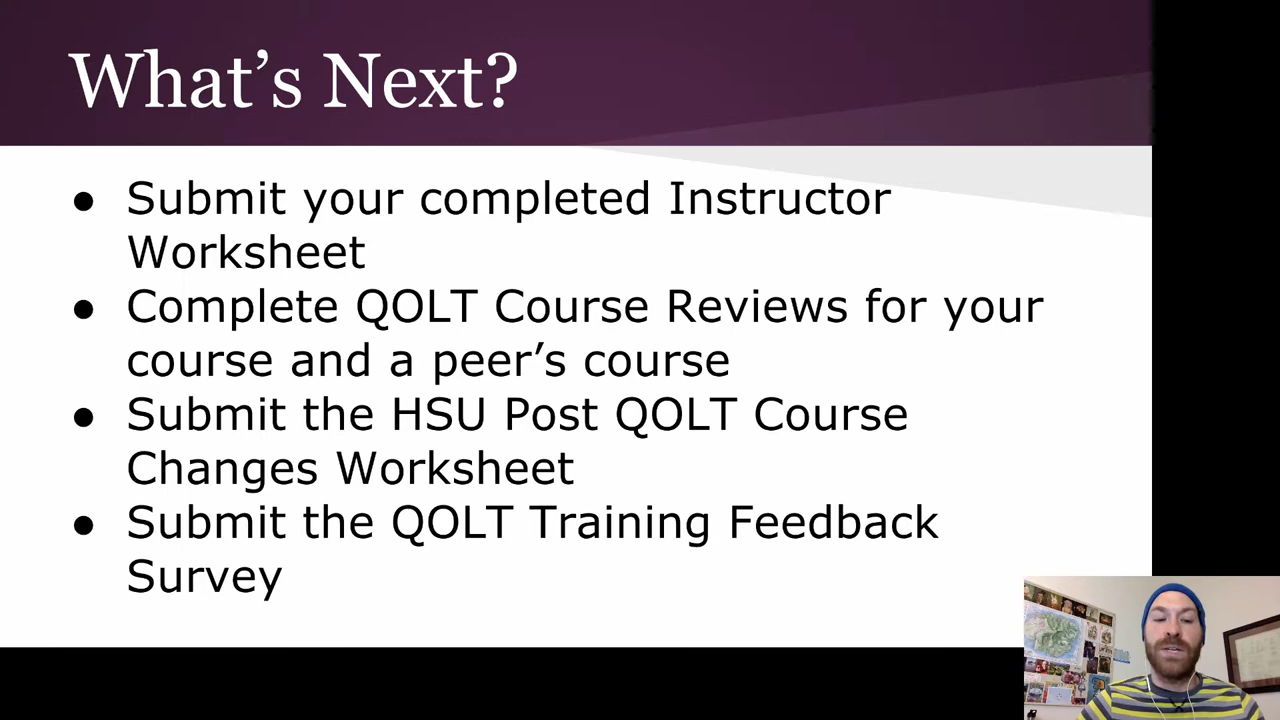 What’s Next?
● Submit your completed Instructor
Worksheet
● Complete QOLT Course Reviews for your
course and a peer’s course
● Submit the HSU Post QOLT Course
Changes Worksheet
● Submit the QOLT Training Feedback
Survey